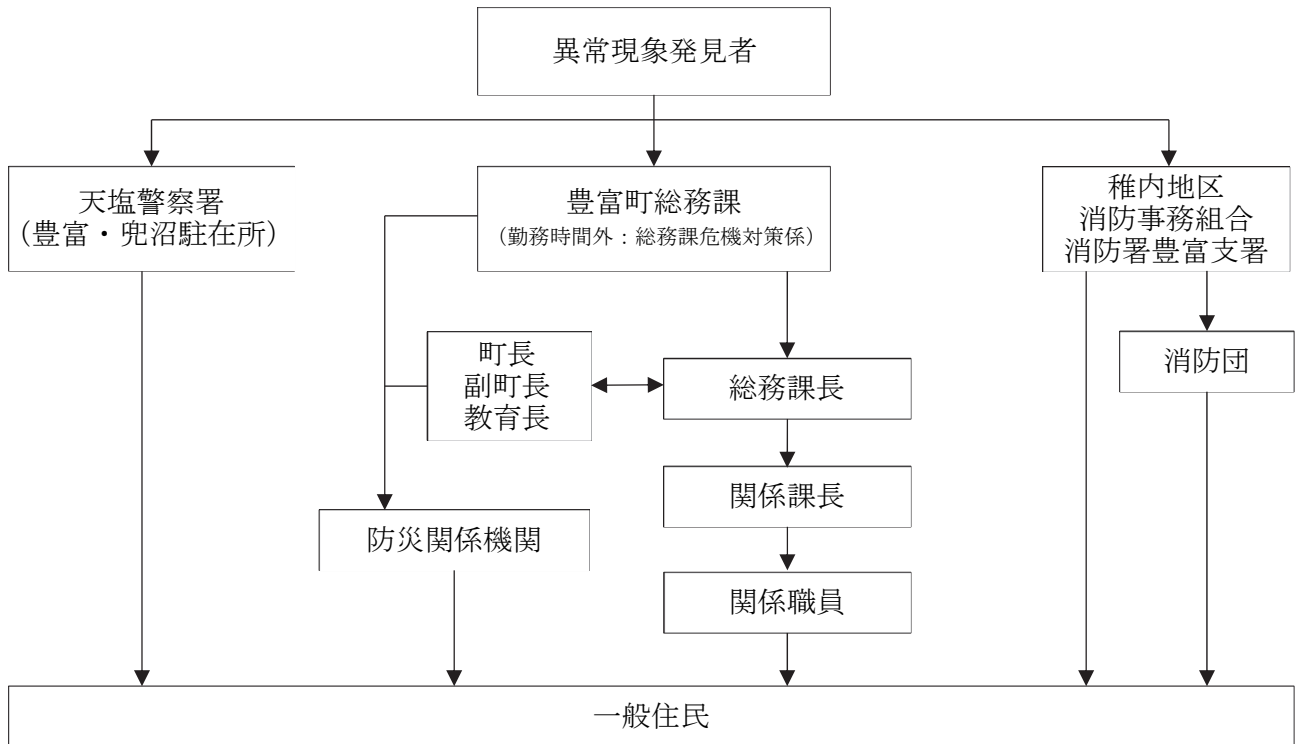 異常現象発見者
天塩警察署
（豊富・兜沼駐在所）
豊富町総務課
（勤務時間外：総務課危機対策係）
稚内地区
消防事務組合
消防署豊富支署
町長
副町長
教育長
総務課長
消防団
関係課長
防災関係機関
関係職員
一般住民